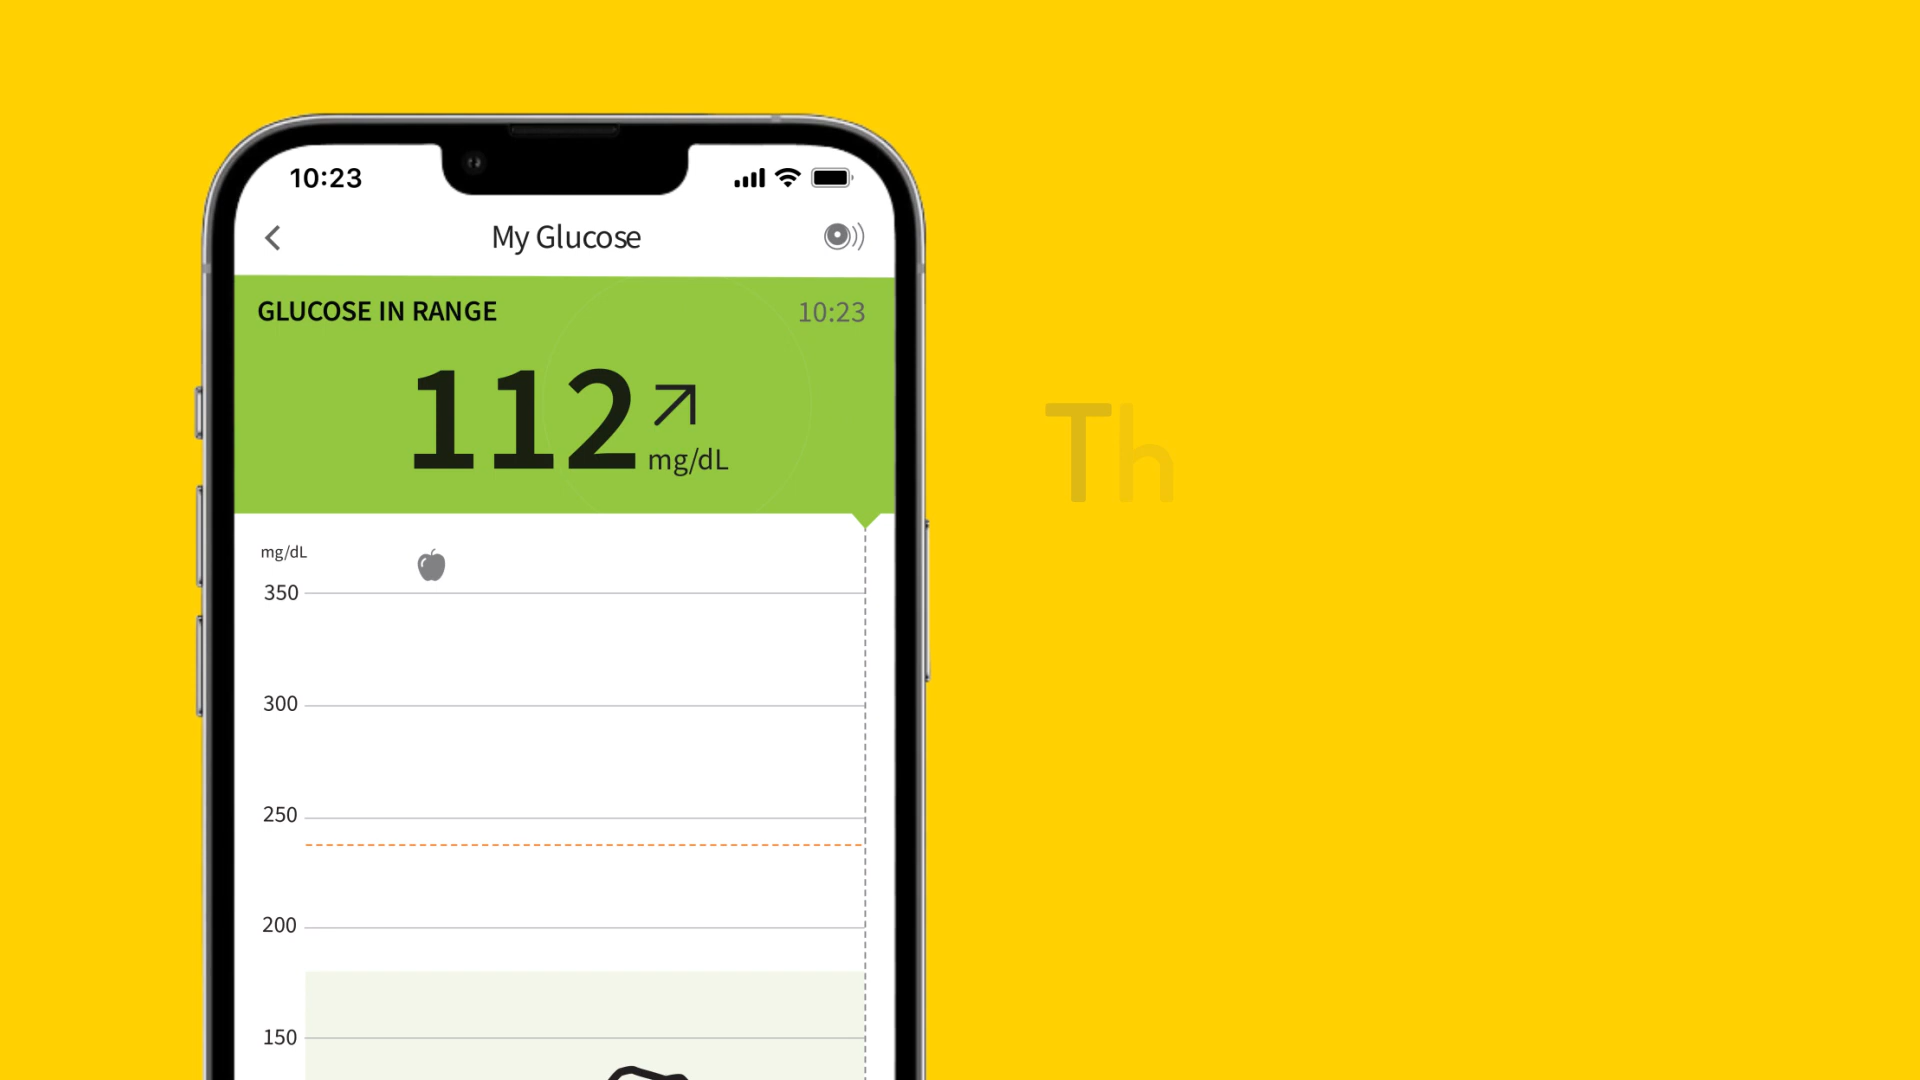 10:23
My Glucose
GLUCOSE IN RANGE
10:23
112
mg/dL
mg/dL
350
300
250
200
150
Th